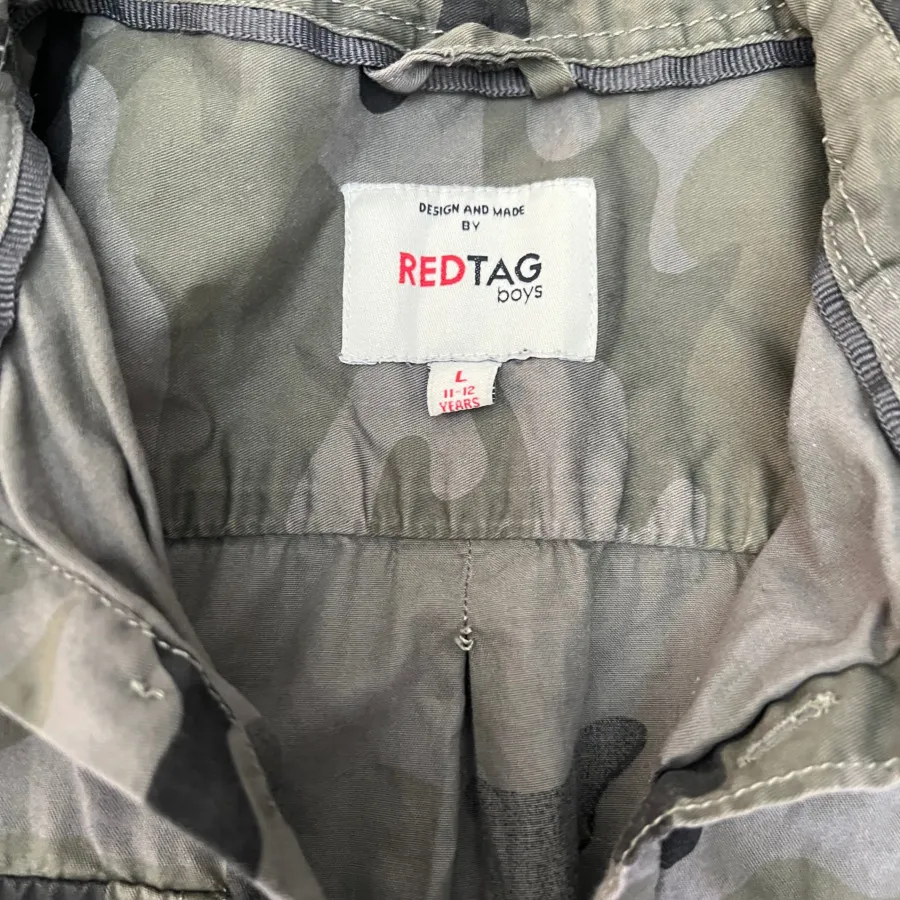 DESIGN AND MADE
BY
REDTAG
boys
L
11-12
YEARS